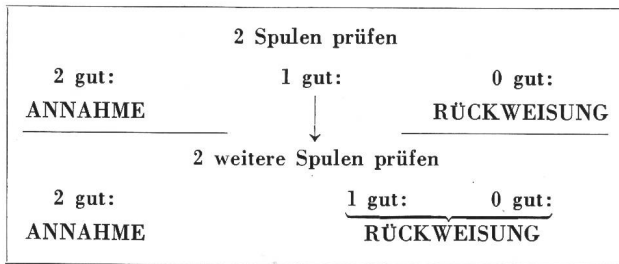 2 Spulen prüfen
2 gut: 1 gut: 0 gut:
ANNAHME RÜCKWEISUNG
2 weitere Spulen prüfen
2 gut: 1 gut: 0 gut:
ANNAHME RÜCKWEISUNG